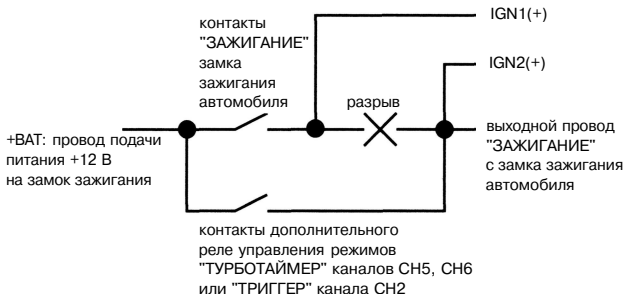 контакты
"ЗАЖИГАНИЕ"
замка
зажигания
автомобиля
IGN1(+)
IGN2(+)
разрыв
+BAT: провод подачи
питания +12 В
на замок зажигания
выходной провод
"ЗАЖИГАНИЕ"
с замка зажигания
автомобиля
контакты дополнительного
реле управления режимов
"ТУРБОТАЙМЕР" каналов CH5, CH6
или "ТРИГГЕР" канала CH2